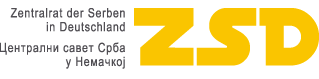 Zentralrat der Serben
in Deutschland
Централни савет Срба
у Немачкој
ZSD